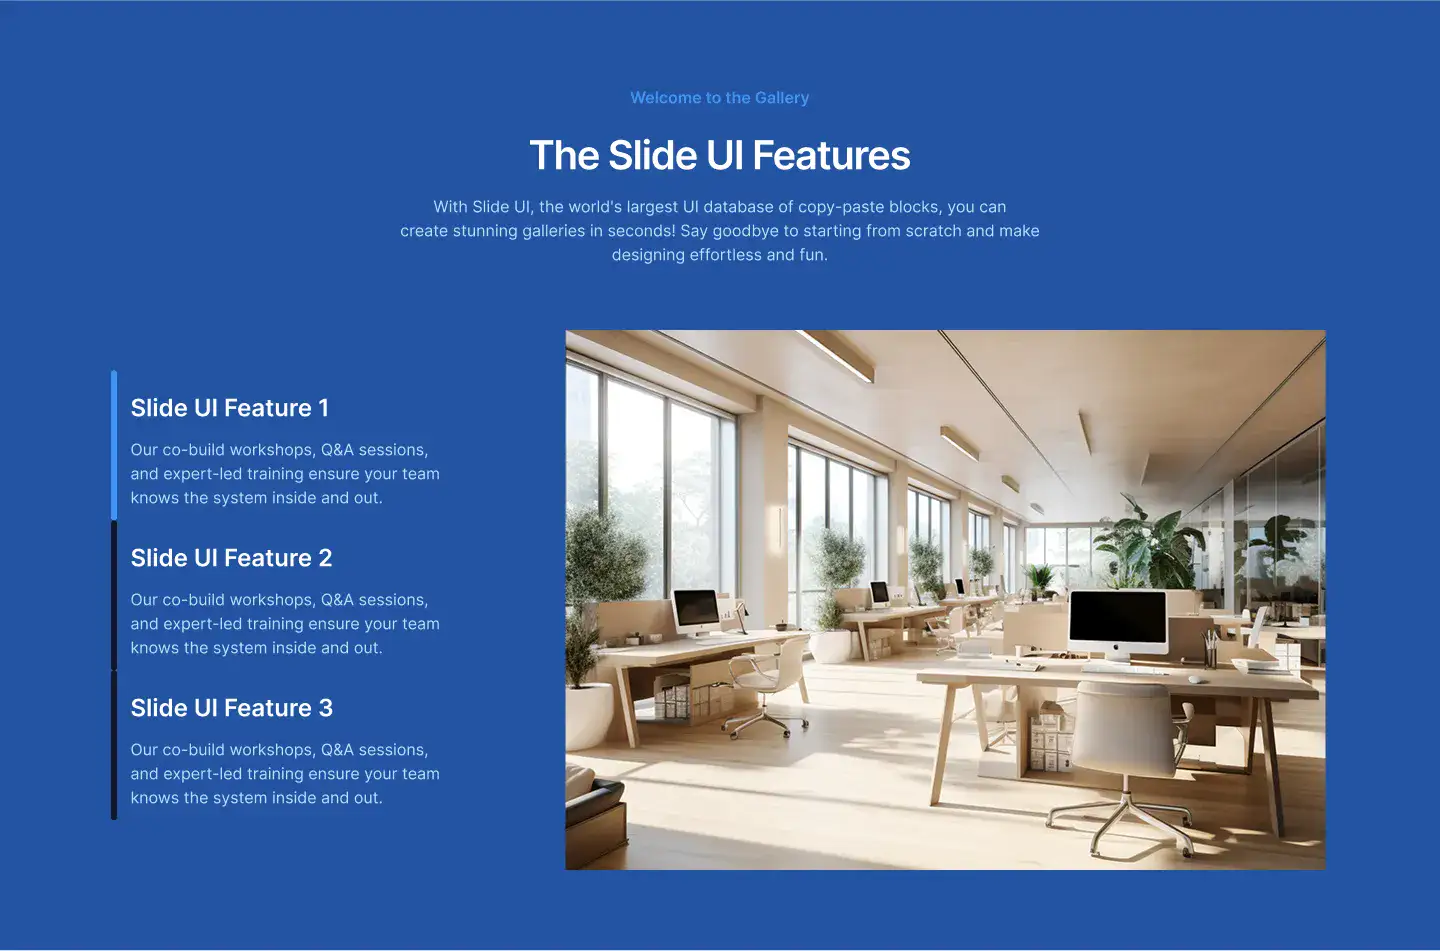 Welcome to the Gallery
The Slide UI Features
With Slide UI, the world's largest UI database of copy-paste blocks, you can
create stunning galleries in seconds! Say goodbye to starting from scratch and make
designing effortless and fun.
Slide UI Feature 1
Our co-build workshops, Q&A sessions,
and expert-led training ensure your team
knows the system inside and out.
Slide UI Feature 2
Our co-build workshops, Q&A sessions,
and expert-led training ensure your team
knows the system inside and out.
Slide UI Feature 3
Our co-build workshops, Q&A sessions,
and expert-led training ensure your team
knows the system inside and out.